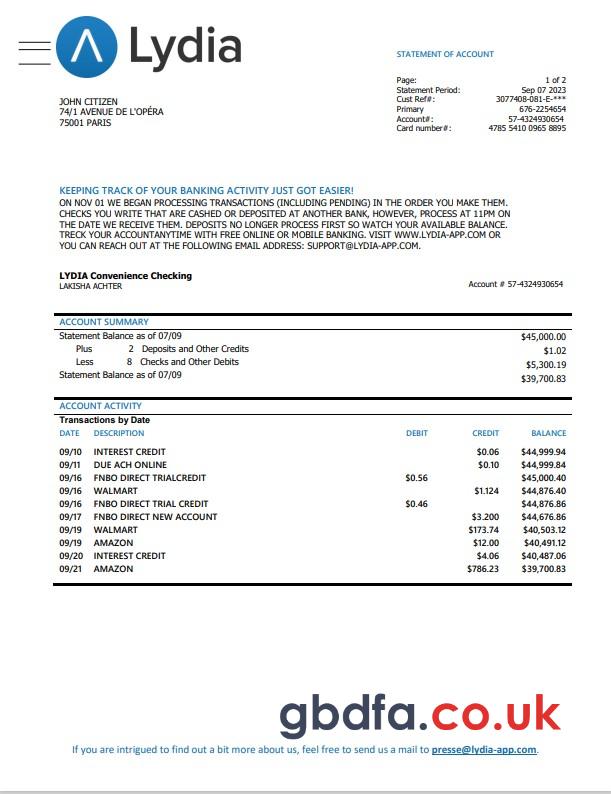 Lydia
STATEMENT OF ACCOUNT
Page: 1 of 2
Statement Period: Sep 07 2023
Cust Ref#: 3077408-081-E-***
Primary 676-2254654
Account#: 57-4324930654
Card number#: 4785 5410 0965 8895
JOHN CITIZEN
74/1 AVENUE DE L'OPÉRA
75001 PARIS
KEEPING TRACK OF YOUR BANKING ACTIVITY JUST GOT EASIER!
ON NOV 01 WE BEGAN PROCESSING TRANSACTIONS (INCLUDING PENDING) IN THE ORDER YOU MAKE THEM.
CHECKS YOU WRITE THAT ARE CASHED OR DEPOSITED AT ANOTHER BANK, HOWEVER, PROCESS AT 11PM ON
THE DATE WE RECEIVE THEM. DEPOSITS NO LONGER PROCESS FIRST SO WATCH YOUR AVAILABLE BALANCE.
TRECK YOUR ACCOUNTANYTIME WITH FREE ONLINE OR MOBILE BANKING. VISIT WWW.LYDIA-APP.COM OR
YOU CAN REACH OUT AT THE FOLLOWING EMAIL ADDRESS: SUPPORT@LYDIA-APP.COM.
LYDIA Convenience Checking
LAKISHA ACHTER Account # 57-4324930654
ACCOUNT SUMMARY
Statement Balance as of 07/09 $45,000.00
Plus 2 Deposits and Other Credits $1.02
Less 8 Checks and Other Debits $5,300.19
Statement Balance as of 07/09 $39,700.83
ACCOUNT ACTIVITY
Transactions by Date
DATE DESCRIPTION DEBIT CREDIT BALANCE
09/10 INTEREST CREDIT $0.06 $44,999.94
09/11 DUE ACH ONLINE $0.10 $44,999.84
09/16 FNBO DIRECT TRIALCREDIT $0.56 $45,000.40
09/16 WALMART $1.124 $44,876.40
09/16 FNBO DIRECT TRIAL CREDIT $0.46 $44,876.86
09/17 FNBO DIRECT NEW ACCOUNT $3.200 $44,676.86
09/19 WALMART $173.74 $40,503.12
09/19 AMAZON $12.00 $40,491.12
09/20 INTEREST CREDIT $4.06 $40,487.06
09/21 AMAZON $786.23 $39,700.83
gbdfa.co.uk
If you are intrigued to find out a bit more about us, feel free to send us a mail to presse@lydia-app.com.